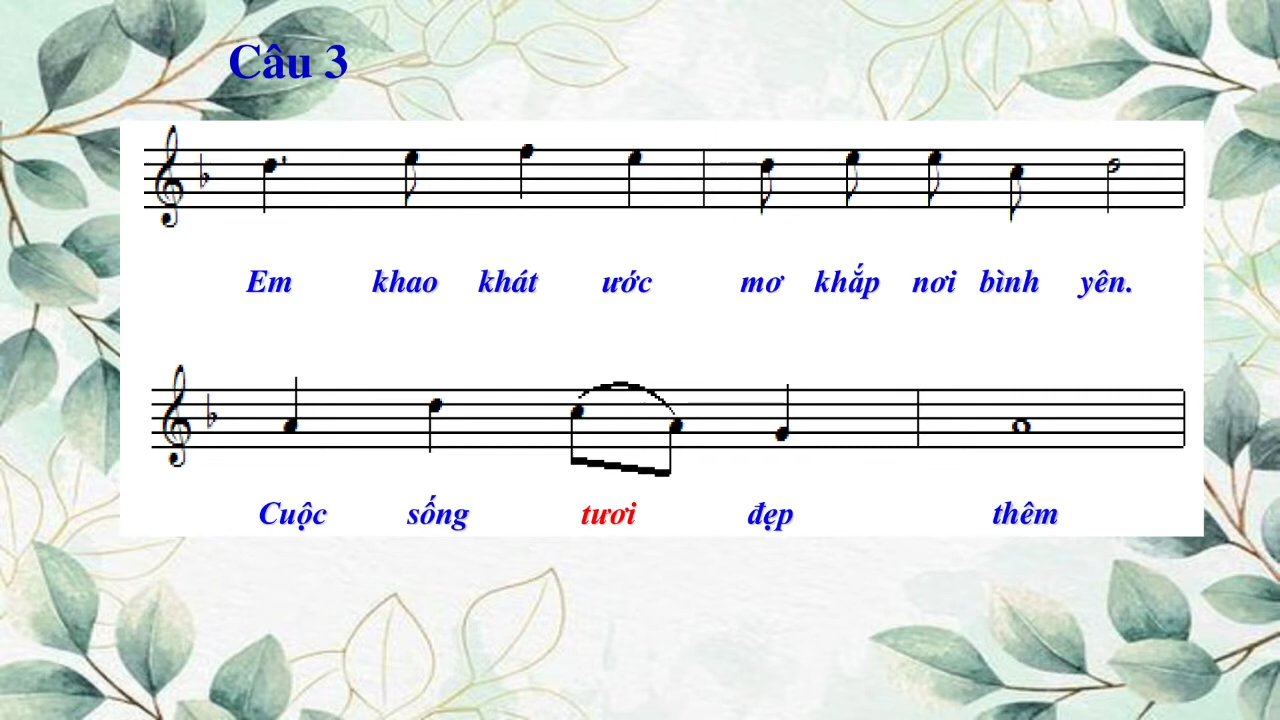 Câu 3
Em khao khát ước mơ khắp nơi bình yên.
Cuộc sống tươi đẹp thêm